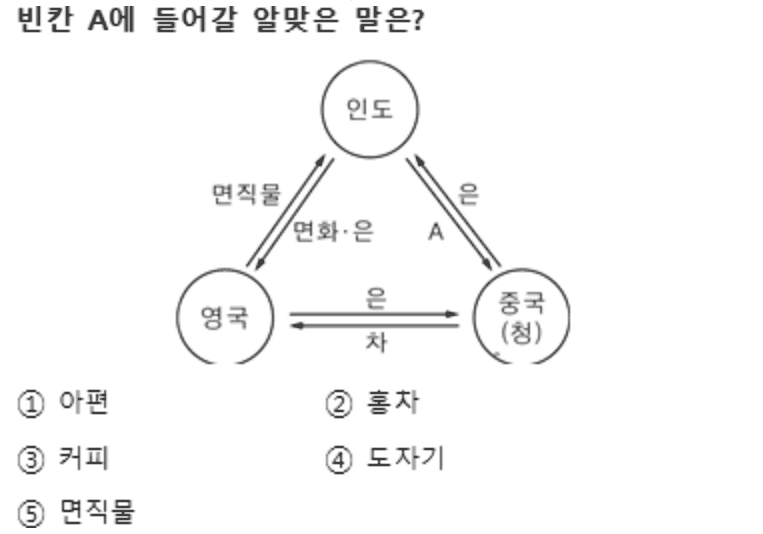 빈칸 A에 들어갈 알맞은 말은?
인도
면직물
은
면화·은
A
영국
은
중국
(청)
차
① 아편
② 홍차
③ 커피
④ 도자기
⑤ 면직물